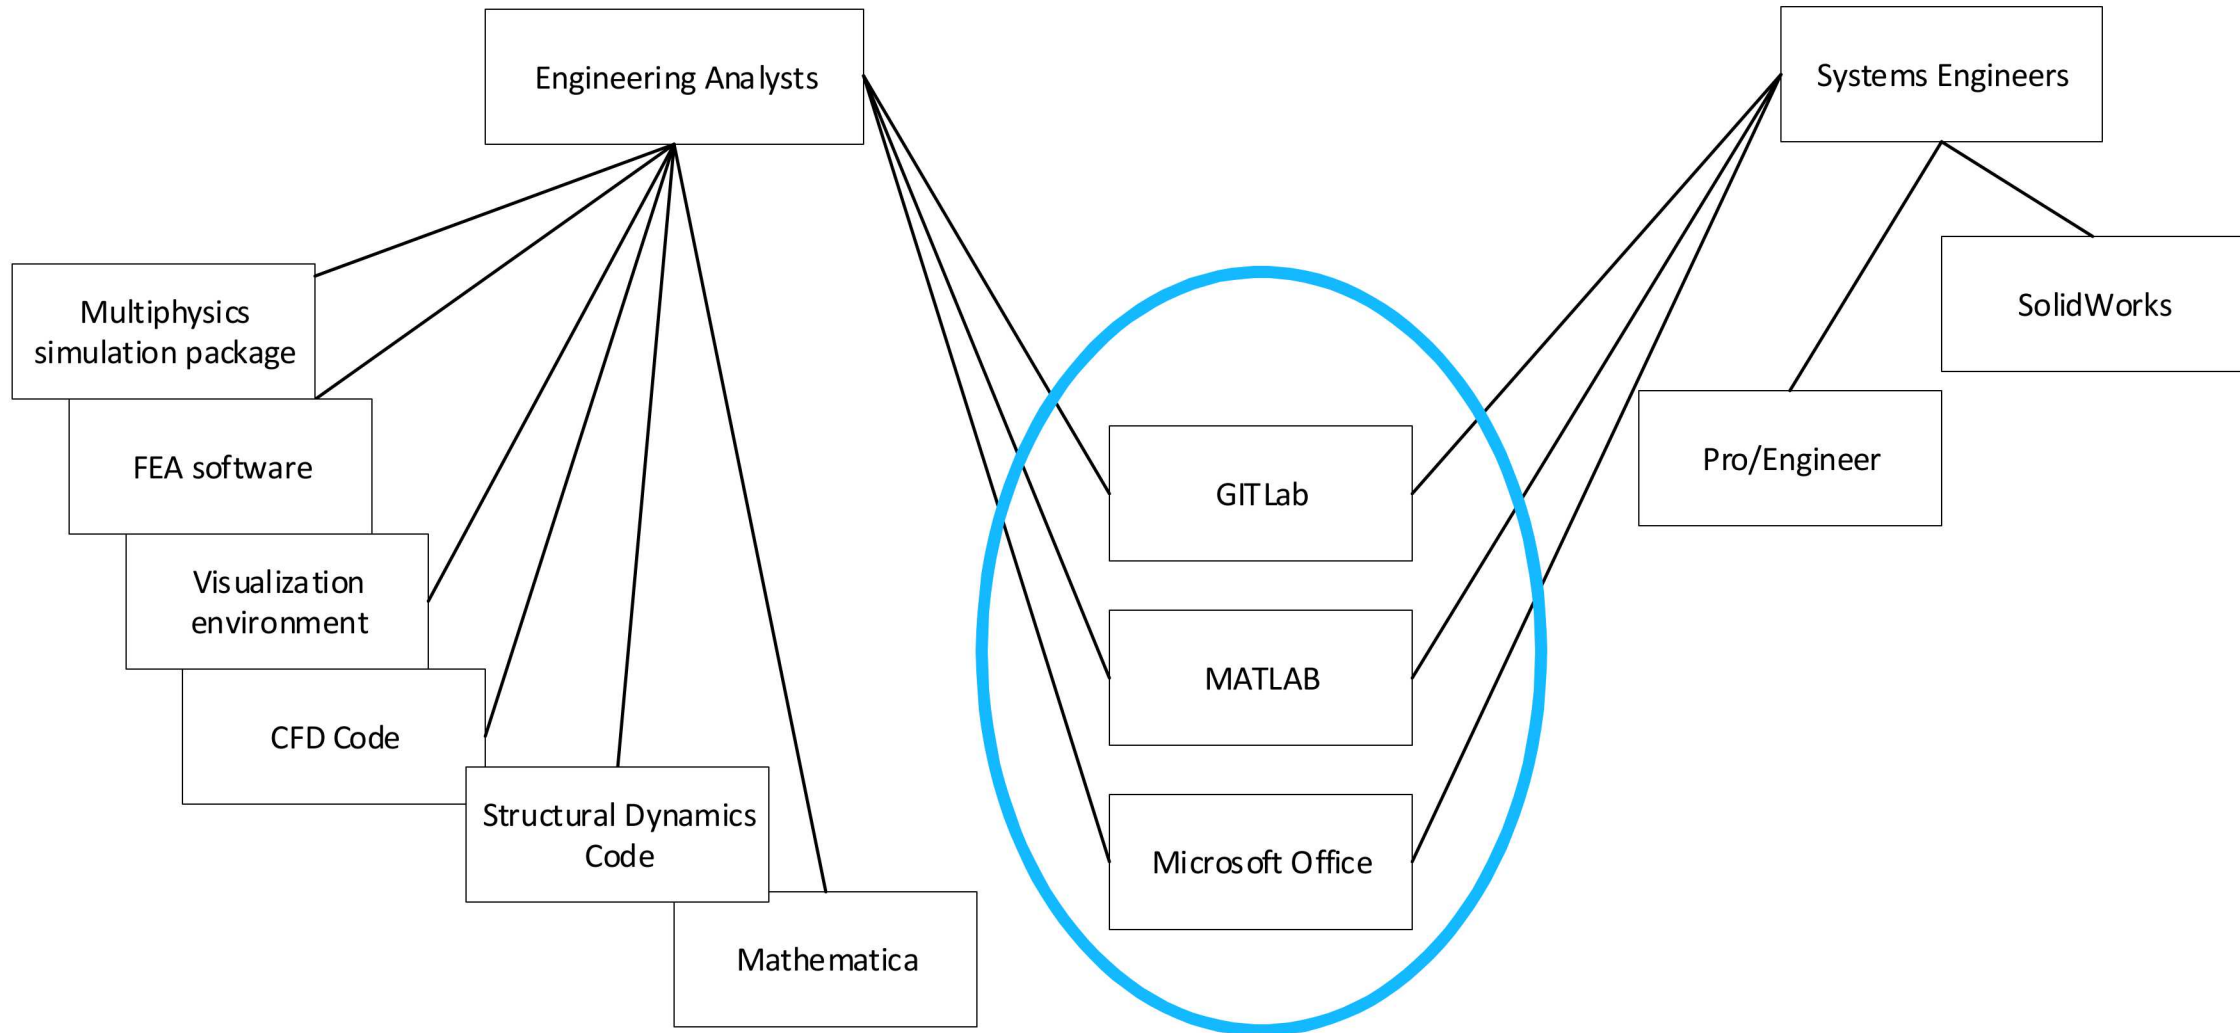 Engineering Analysts
Systems Engineers
Multiphysics
simulation package
FEA software
Visualization
environment
CFD Code
Structural Dynamics
Code
Mathematica
GITLab
MATLAB
Microsoft Office
SolidWorks
Pro/Engineer